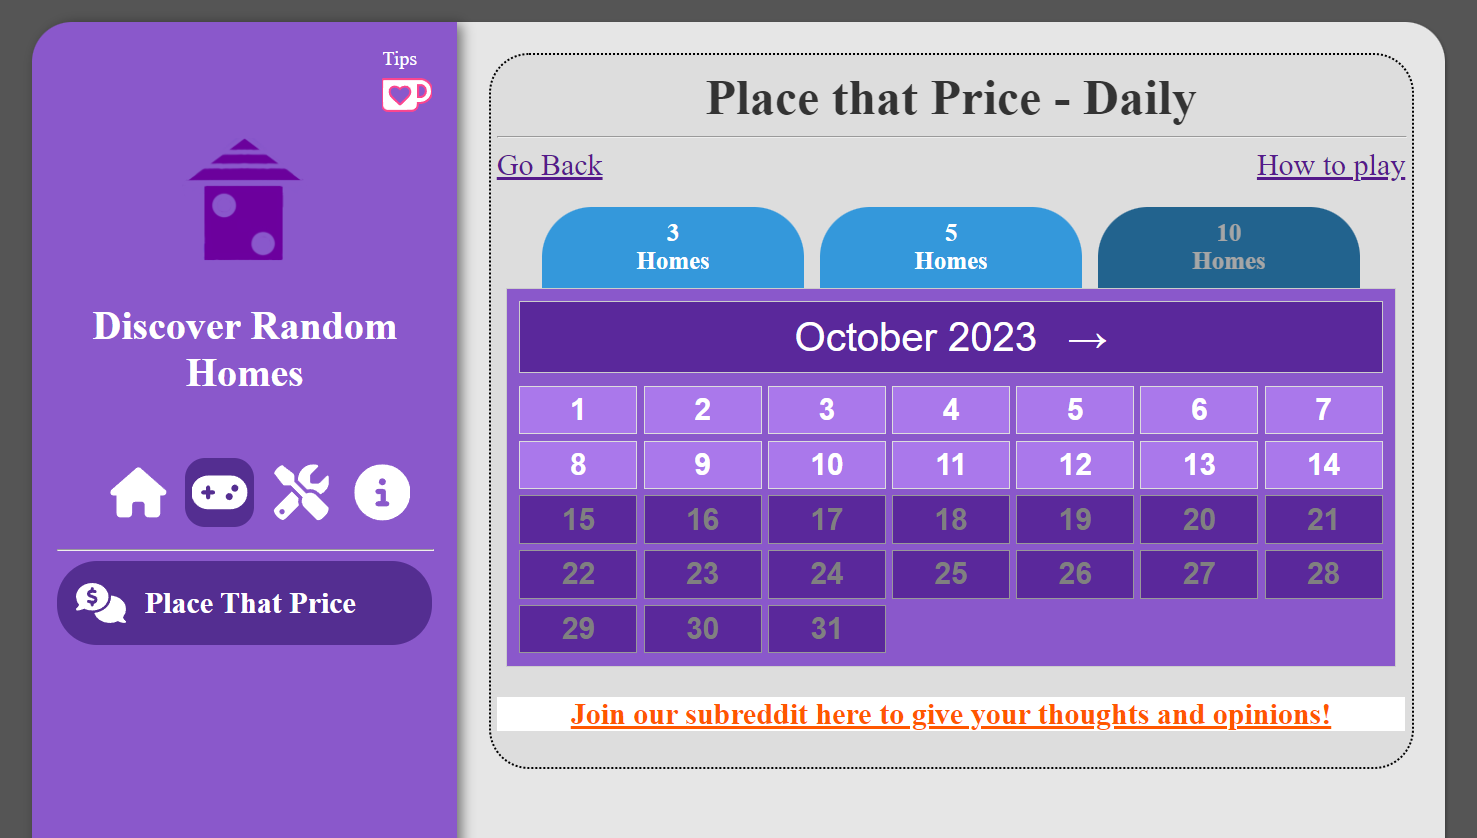 Tips
Discover Random
Homes
Place That Price
Place that Price - Daily
Go Back
How to play
3
Homes
5
Homes
10
Homes
October 2023 →
1 2 3 4 5 6 7
8 9 10 11 12 13 14
15 16 17 18 19 20 21
22 23 24 25 26 27 28
29 30 31
Join our subreddit here to give your thoughts and opinions!